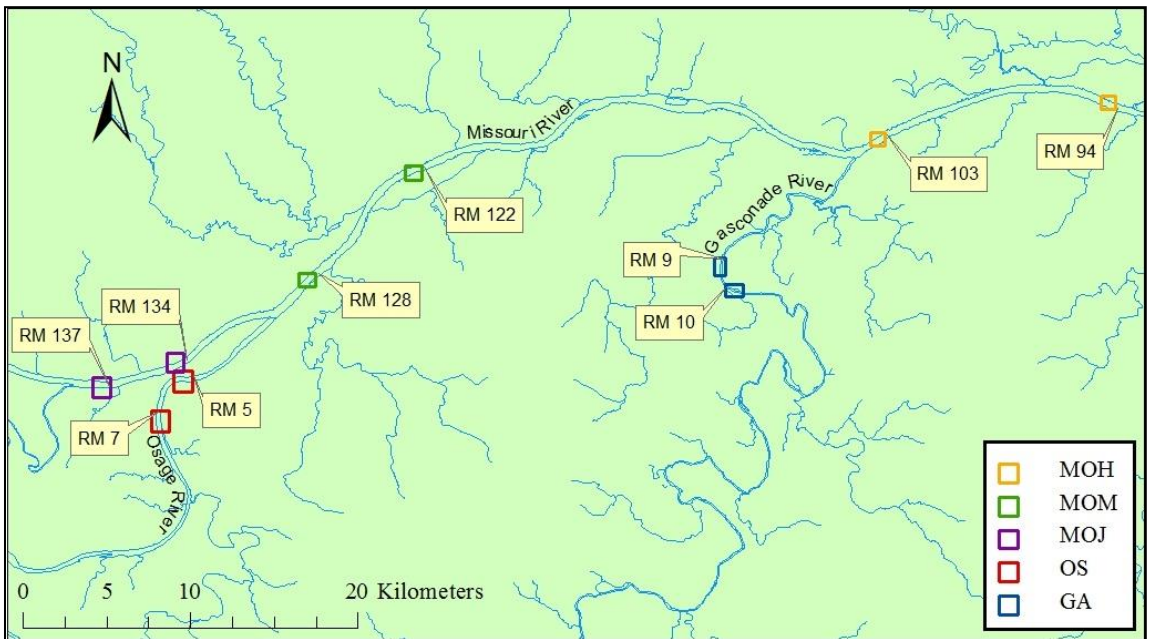 N
Missouri River
RM 94
RM 103
RM 122
Gasconade River
RM 9
RM 10
RM 128
RM 134
RM 137
RM 5
RM 7
Osage River
0 5 10 20 Kilometers
MOH
MOM
MOJ
OS
GA